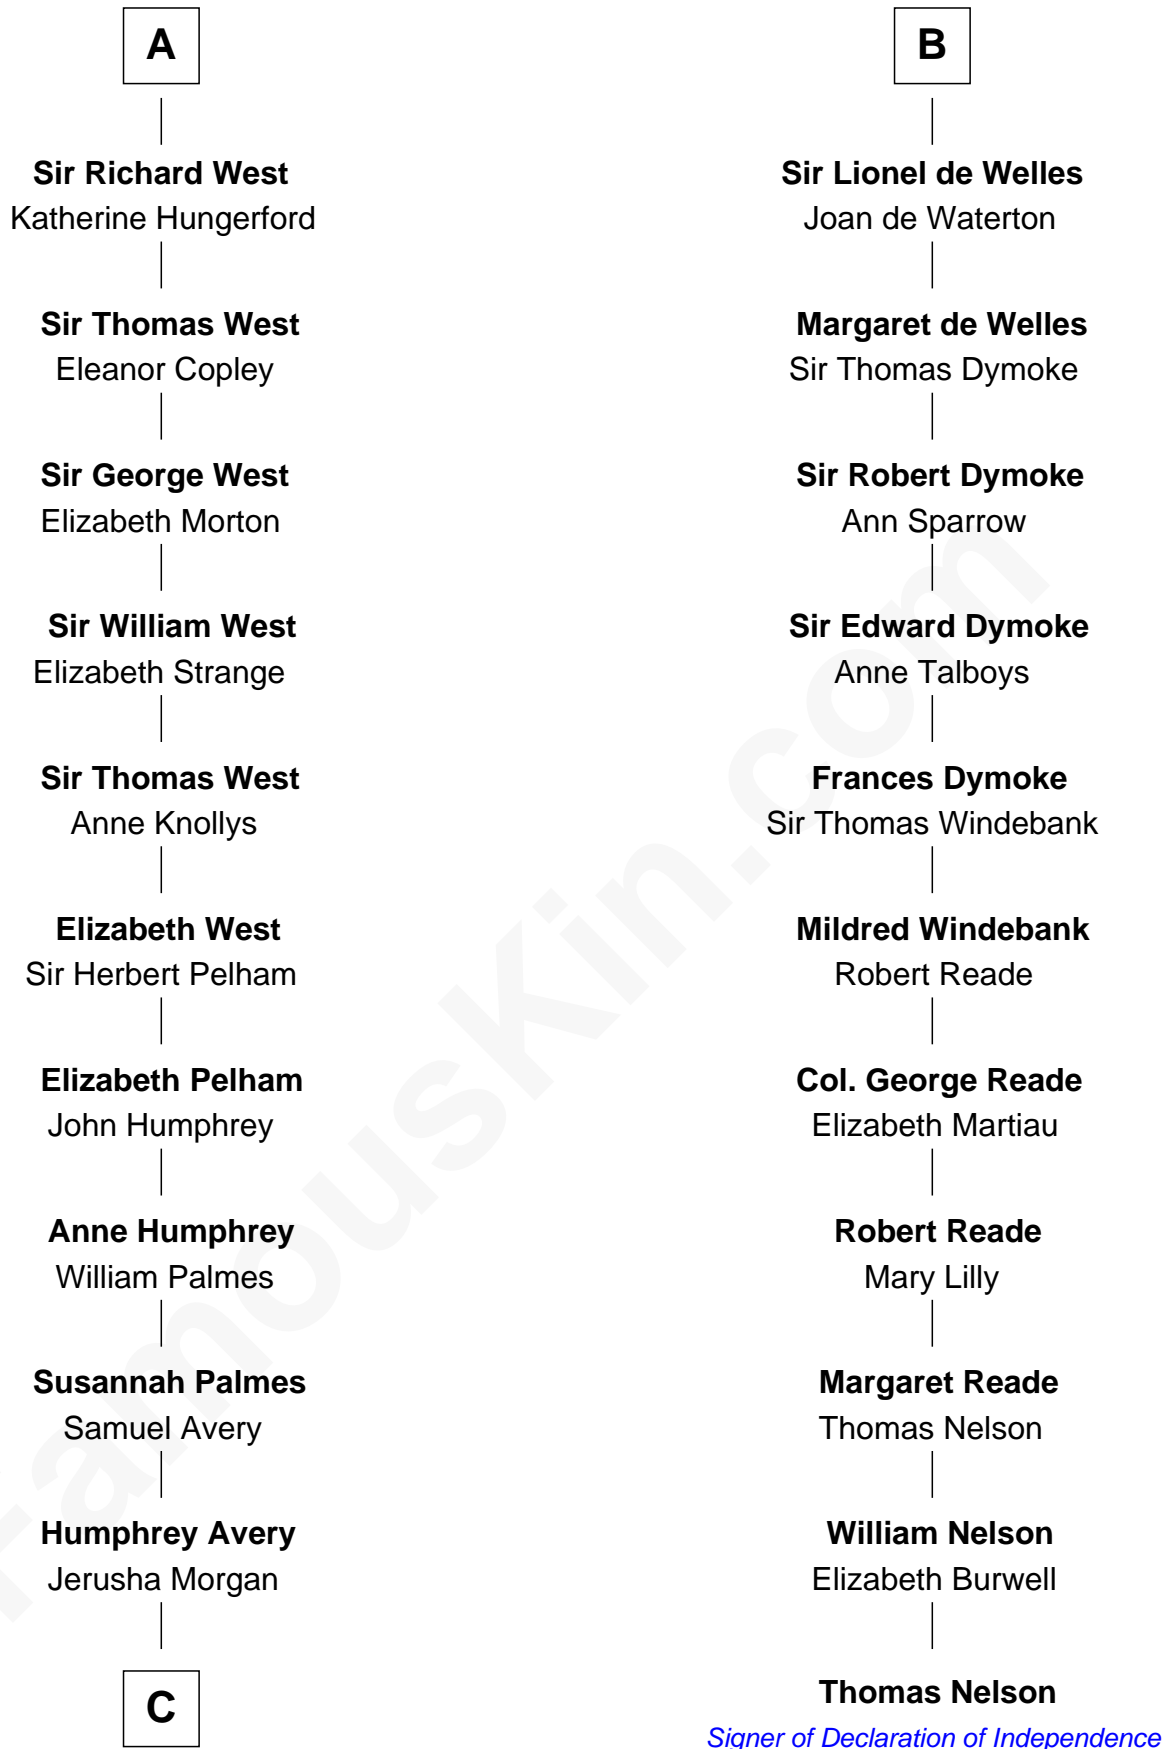 A
Sir Richard West
Katherine Hungerford
Sir Thomas West
Eleanor Copley
Sir George West
Elizabeth Morton
Sir William West
Elizabeth Strange
Sir Thomas West
Anne Knollys
Elizabeth West
Sir Herbert Pelham
Elizabeth Pelham
John Humphrey
Anne Humphrey
William Palmes
Susannah Palmes
Samuel Avery
Humphrey Avery
Jerusha Morgan
C
B
Sir Lionel de Welles
Joan de Waterton
Margaret de Welles
Sir Thomas Dymoke
Sir Robert Dymoke
Ann Sparrow
Sir Edward Dymoke
Anne Talboys
Frances Dymoke
Sir Thomas Windebank
Mildred Windebank
Robert Reade
Col. George Reade
Elizabeth Martiau
Robert Reade
Mary Lilly
Margaret Reade
Thomas Nelson
William Nelson
Elizabeth Burwell
Thomas Nelson
Signer of Declaration of Independence
FamousKin.com